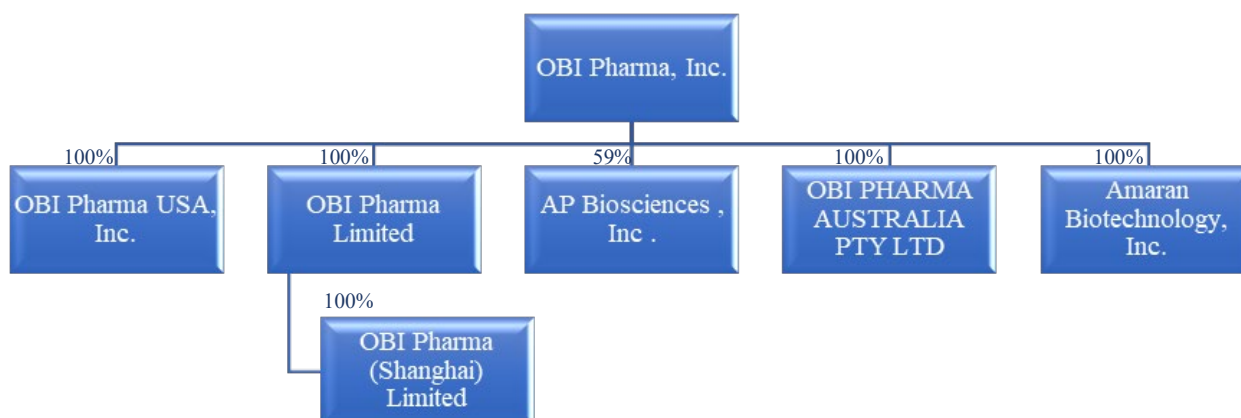 OBI Pharma, Inc.
100%
100%
59%
100%
100%
OBI Pharma USA,
Inc.
OBI Pharma
Limited
AP Biosciences ,
Inc .
OBI PHARMA
AUSTRALIA
PTY LTD
Amaran
Biotechnology,
Inc.
100%
OBI Pharma
(Shanghai)
Limited